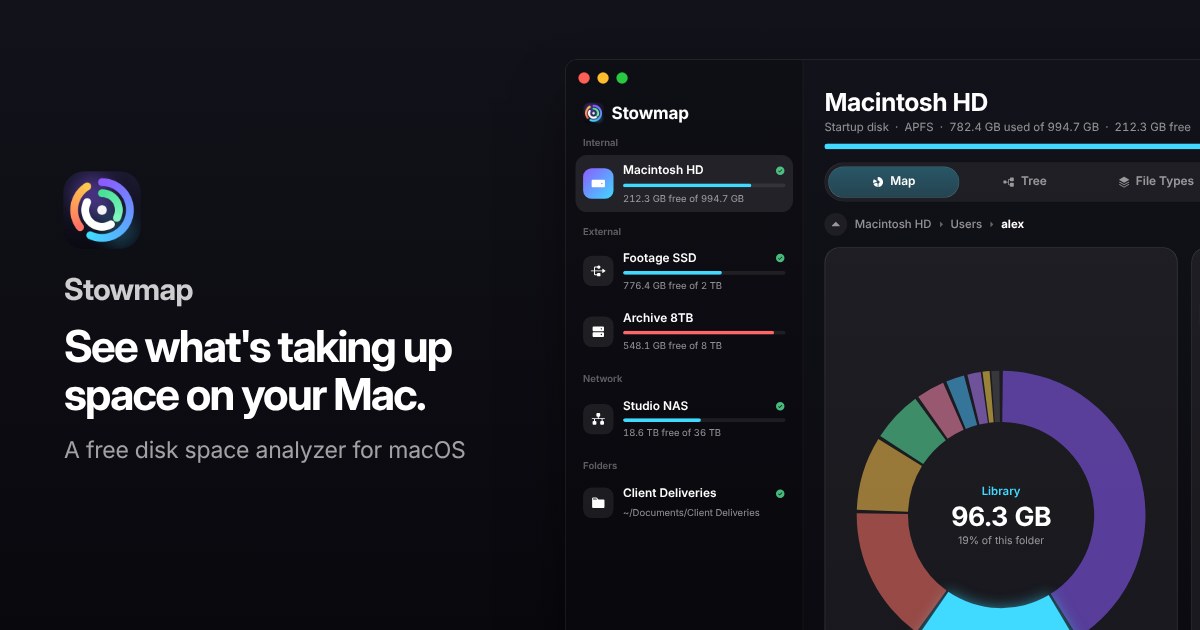 Stowmap
See what's taking up
space on your Mac.
A free disk space analyzer for macOS
Stowmap
Internal
Macintosh HD
212.3 GB free of 994.7 GB
External
Footage SSD
776.4 GB free of 2 TB
Archive 8TB
548.1 GB free of 8 TB
Network
Studio NAS
18.6 TB free of 36 TB
Folders
Client Deliveries
~/Documents/Client Deliveries
Macintosh HD
Startup disk · APFS · 782.4 GB used of 994.7 GB · 212.3 GB free
Map Tree File Types
Macintosh HD › Users › alex
Library
96.3 GB
19% of this folder